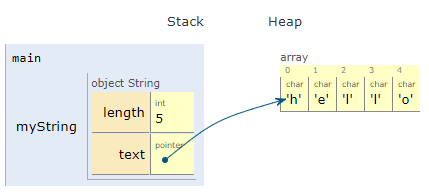 Stack Heap
main
array
0 1 2 3 4
object String
char char char char char
length int 'h' 'e' 'l' 'l' 'o'
5
myString
text pointer